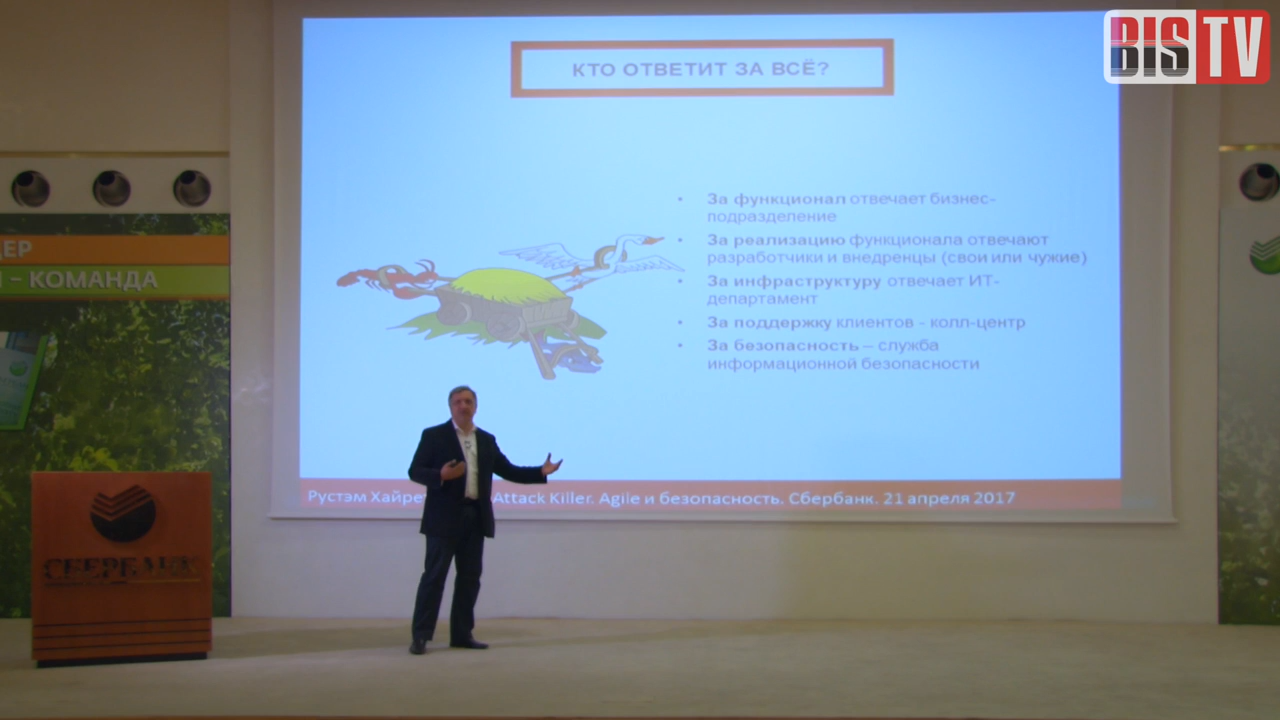 BIS TV
КТО ОТВЕТИТ ЗА ВСЁ?
• За функционал отвечает бизнес-
подразделение
• За реализацию функционала отвечают
разработчики и внедренцы (свои или чужие)
• За инфраструктуру отвечает ИТ-
департамент
• За поддержку клиентов - колл-центр
• За безопасность – служба
информационной безопасности
Рустэм Attack Killer. Agile и безопасность. Сбербанк. 21 апреля 2017
– КОМАНДА
СБЕРБАНК